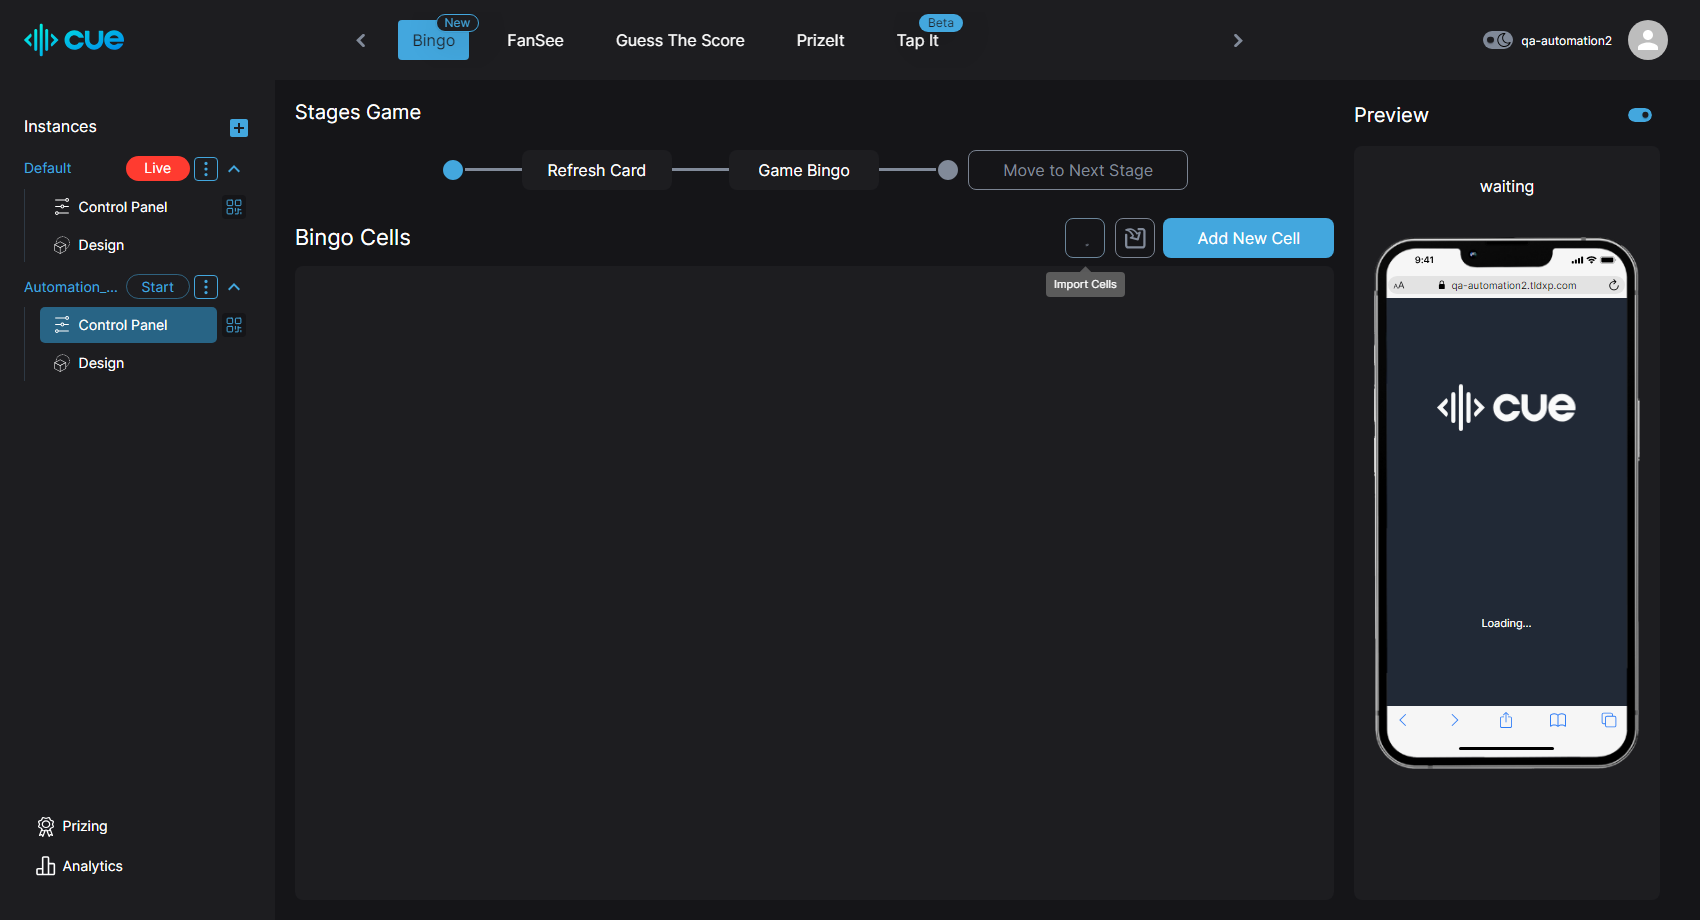 cue
New
Bingo
FanSee
Guess The Score
PrizeIt
Beta
Tap It
qa-automation2
Instances
Default
Live
Control Panel
Design
Automation_...
Start
Control Panel
Design
Prizing
Analytics
Stages Game
Refresh Card
Game Bingo
Move to Next Stage
Bingo Cells
Add New Cell
Import Cells
Preview
waiting
9:41
AA
qa-automation2.tldxp.com
cue
Loading...